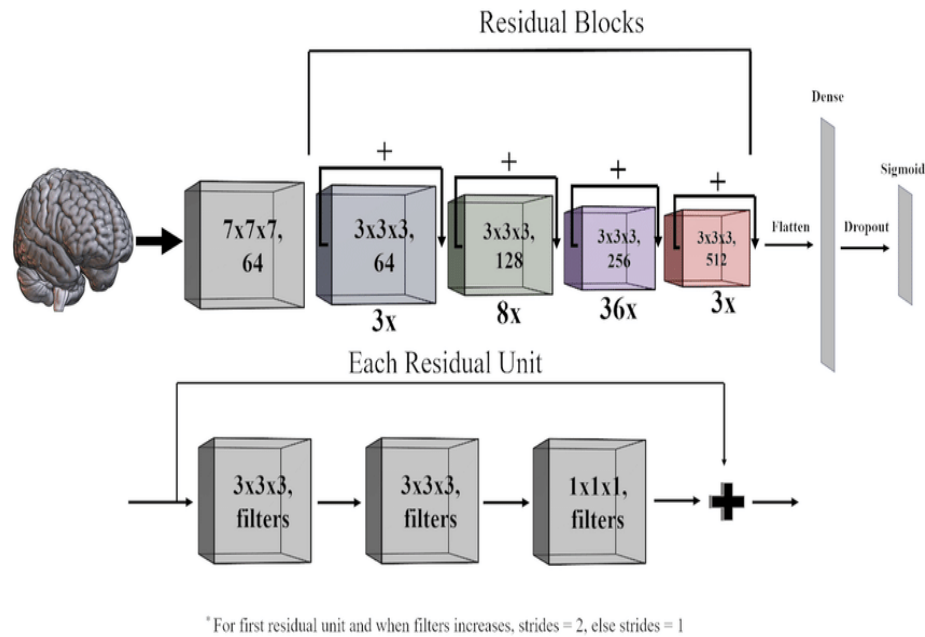 Residual Blocks
Dense
Sigmoid
+
+
+
+
7x7x7,
64
3x3x3,
64
3x3x3,
128
3x3x3,
256
3x3x3,
512
Flatten
Dropout
3x
8x
36x
3x
Each Residual Unit
3x3x3,
filters
3x3x3,
filters
1x1x1,
filters
+
* For first residual unit and when filters increases, strides = 2, else strides = 1